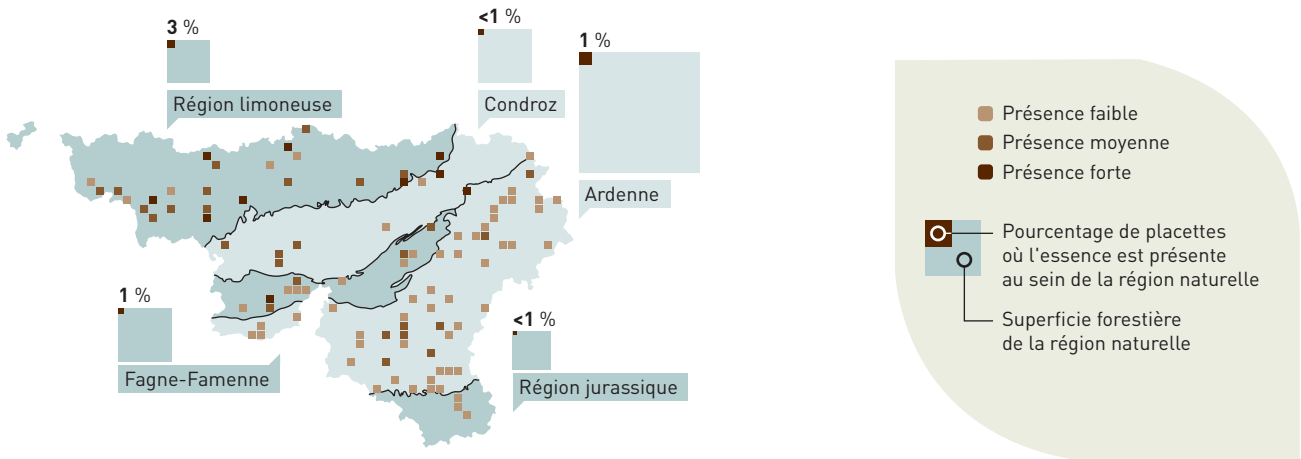 3 %
Région limoneuse
<1 %
Condroz
1 %
Ardenne
1 %
Fagne-Famenne
<1 %
Région jurassique
Présence faible
Présence moyenne
Présence forte
Pourcentage de placettes
où l'essence est présente
au sein de la région naturelle
Superficie forestière
de la région naturelle